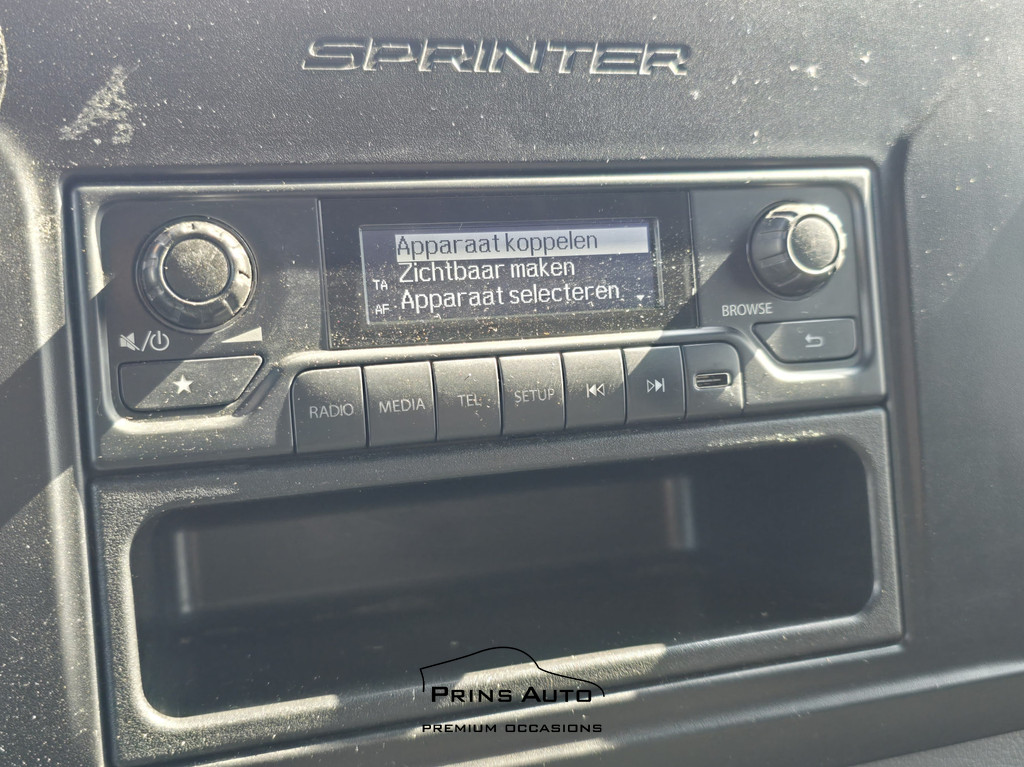 SPRINTER
Apparaat koppelen
Zichtbaar maken
TA
Apparaat selecteren
AF
BROWSE
RADIO
MEDIA
TEL
SETUP
PRINS AUTO
PREMIUM OCCASIONS